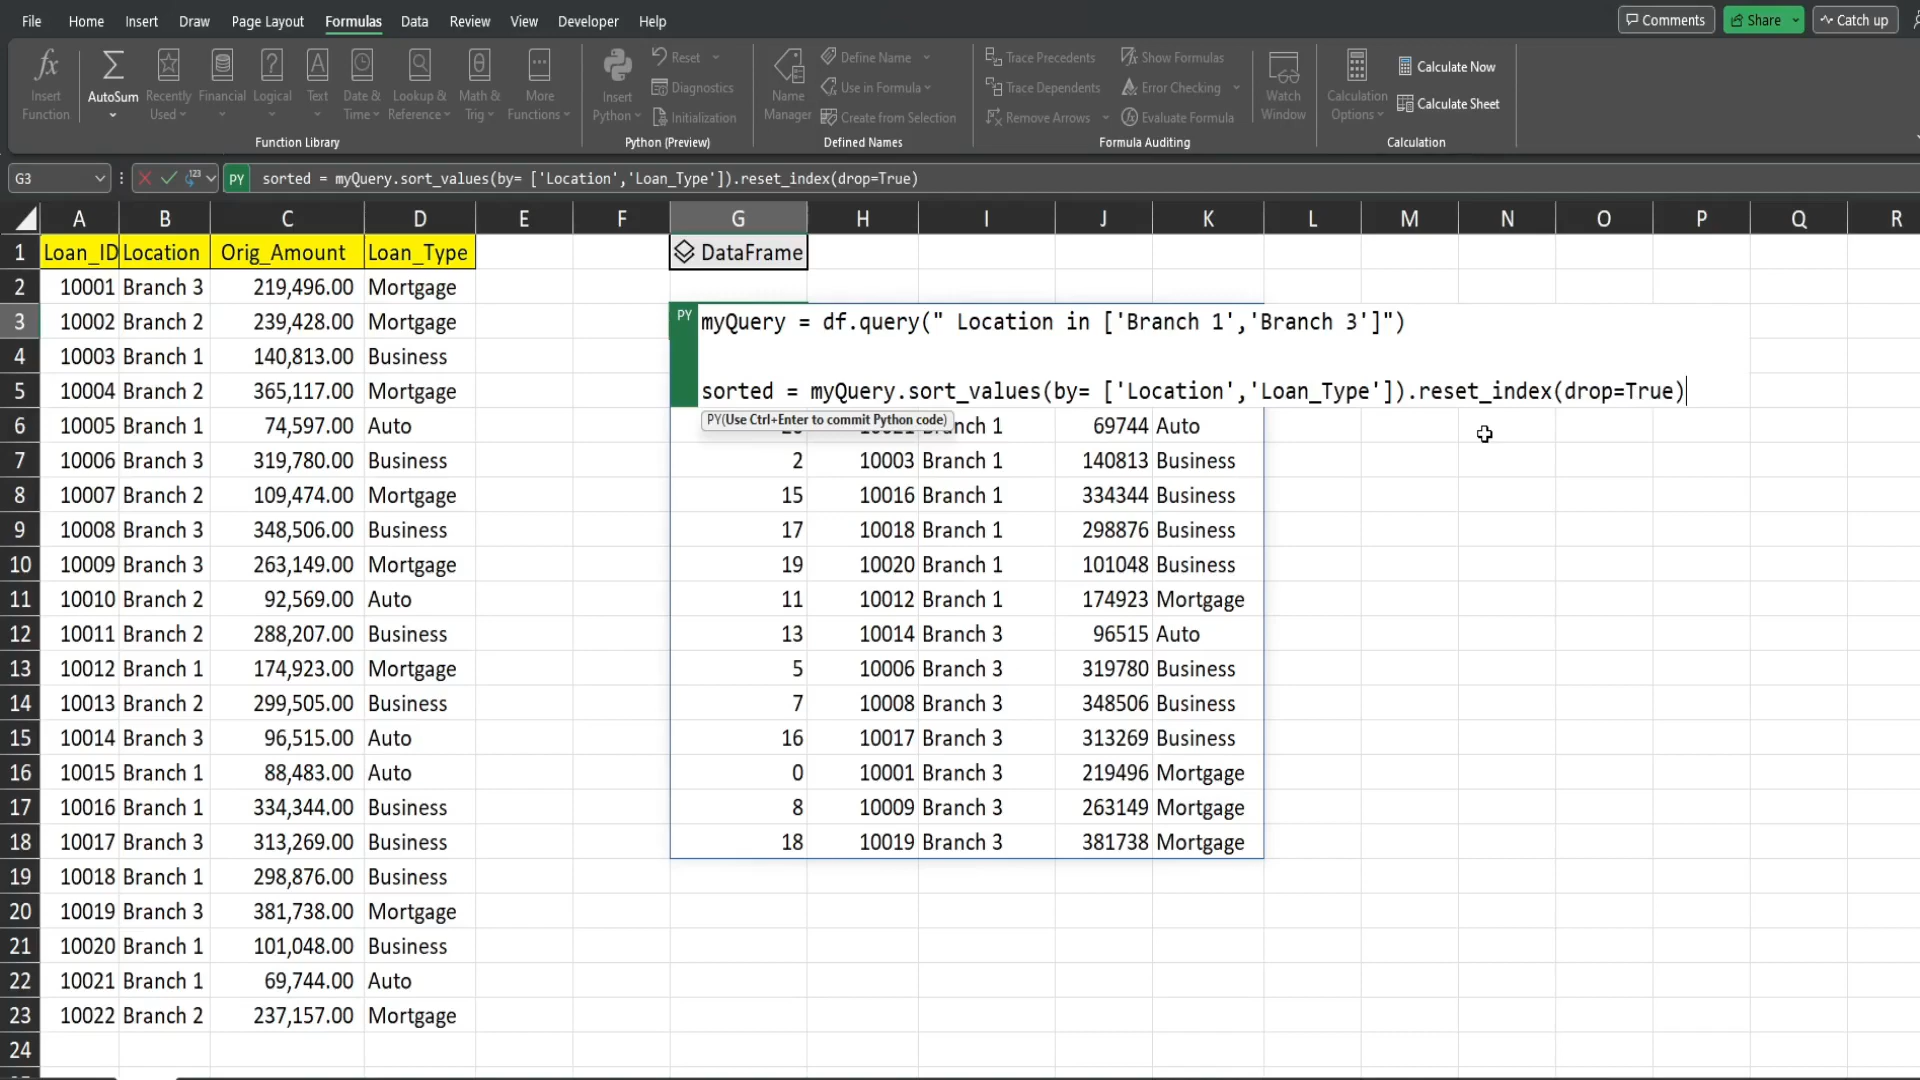 File Home Insert Draw Page Layout Formulas Data Review View Developer Help Comments Share Catch up
Insert Function AutoSum Recently Used Financial Logical Text Date & Time Lookup & Reference Math & Trig More Functions
Function Library
Insert Python Reset Diagnostics Initialization
Python (Preview)
Name Manager Define Name Use in Formula Create from Selection
Defined Names
Trace Precedents Trace Dependents Remove Arrows Show Formulas Error Checking Evaluate Formula
Formula Auditing
Watch Window
Calculation Options Calculate Now Calculate Sheet
Calculation
G3 PY sorted = myQuery.sort_values(by= ['Location','Loan_Type']).reset_index(drop=True)
A B C D E F G H I J K L M N O P Q R
1 Loan_ID Location Orig_Amount Loan_Type DataFrame
2 10001 Branch 3 219,496.00 Mortgage
3 10002 Branch 2 239,428.00 Mortgage PY myQuery = df.query(" Location in ['Branch 1','Branch 3']")
4 10003 Branch 1 140,813.00 Business
5 10004 Branch 2 365,117.00 Mortgage sorted = myQuery.sort_values(by= ['Location','Loan_Type']).reset_index(drop=True)
PY(Use Ctrl+Enter to commit Python code)
6 10005 Branch 1 74,597.00 Auto 1 69744 Auto
7 10006 Branch 3 319,780.00 Business 2 10003 Branch 1 140813 Business
8 10007 Branch 2 109,474.00 Mortgage 15 10016 Branch 1 334344 Business
9 10008 Branch 3 348,506.00 Business 17 10018 Branch 1 298876 Business
10 10009 Branch 3 263,149.00 Mortgage 19 10020 Branch 1 101048 Business
11 10010 Branch 2 92,569.00 Auto 11 10012 Branch 1 174923 Mortgage
12 10011 Branch 2 288,207.00 Business 13 10014 Branch 3 96515 Auto
13 10012 Branch 1 174,923.00 Mortgage 5 10006 Branch 3 319780 Business
14 10013 Branch 2 299,505.00 Business 7 10008 Branch 3 348506 Business
15 10014 Branch 3 96,515.00 Auto 16 10017 Branch 3 313269 Business
16 10015 Branch 1 88,483.00 Auto 0 10001 Branch 3 219496 Mortgage
17 10016 Branch 1 334,344.00 Business 8 10009 Branch 3 263149 Mortgage
18 10017 Branch 3 313,269.00 Business 18 10019 Branch 3 381738 Mortgage
19 10018 Branch 1 298,876.00 Business
20 10019 Branch 3 381,738.00 Mortgage
21 10020 Branch 1 101,048.00 Business
22 10021 Branch 1 69,744.00 Auto
23 10022 Branch 2 237,157.00 Mortgage
24